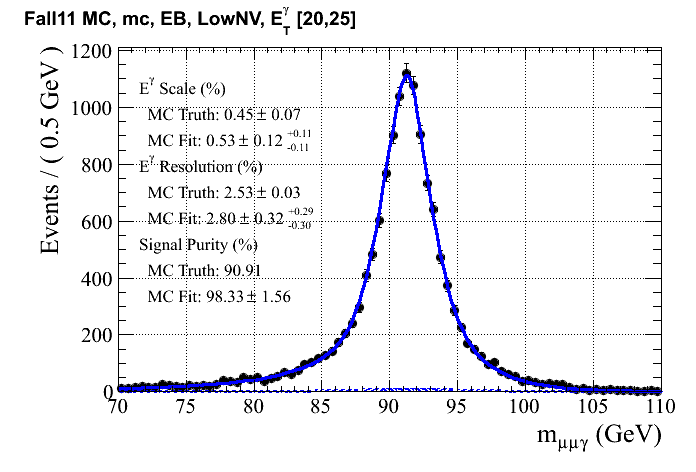 Fall11 MC, mc, EB, LowNV, E_T^γ [20,25]
Events / ( 0.5 GeV )
1200
1000
800
600
400
200
0
E^γ Scale (%)
MC Truth: 0.45 ± 0.07
MC Fit: 0.53 ± 0.12 +0.11 -0.11
E^γ Resolution (%)
MC Truth: 2.53 ± 0.03
MC Fit: 2.80 ± 0.32 +0.29 -0.30
Signal Purity (%)
MC Truth: 90.91
MC Fit: 98.33 ± 1.56
70 75 80 85 90 95 100 105 110
m_μμγ (GeV)